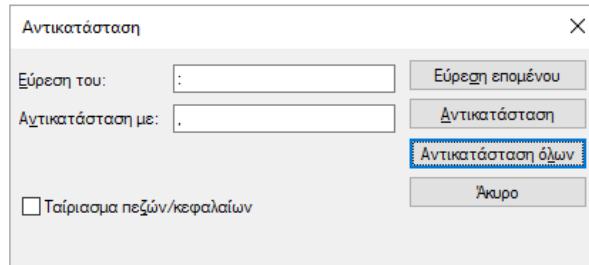 Αντικατάσταση
Εύρεση του:
:
Εύρεση επομένου
Αντικατάσταση με:
,
Αντικατάσταση
Αντικατάσταση όλων
Άκυρο
Ταίριασμα πεζών/κεφαλαίων